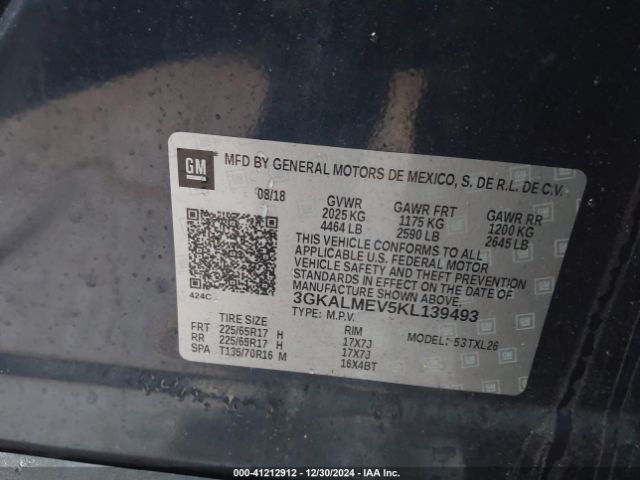 GM
MFD BY GENERAL MOTORS DE MEXICO, S. DE R.L. DE C.V.
08/18 GVWR GAWR FRT GAWR RR
2025 KG 1175 KG 1200 KG
4464 LB 2590 LB 2645 LB
THIS VEHICLE CONFORMS TO ALL
APPLICABLE U.S. FEDERAL MOTOR
VEHICLE SAFETY AND THEFT PREVENTION
STANDARDS IN EFFECT ON THE DATE OF
MANUFACTURE SHOWN ABOVE.
424C
3GKALMEV5KL139493
TYPE: M.P.V. MODEL: 53TXL26
TIRE SIZE RIM
FRT 225/65R17 H 17X7J
RR 225/65R17 H 17X7J
SPA T135/70R16 M 16X4BT
000-41212912 - 12/30/2024 - IAA Inc.